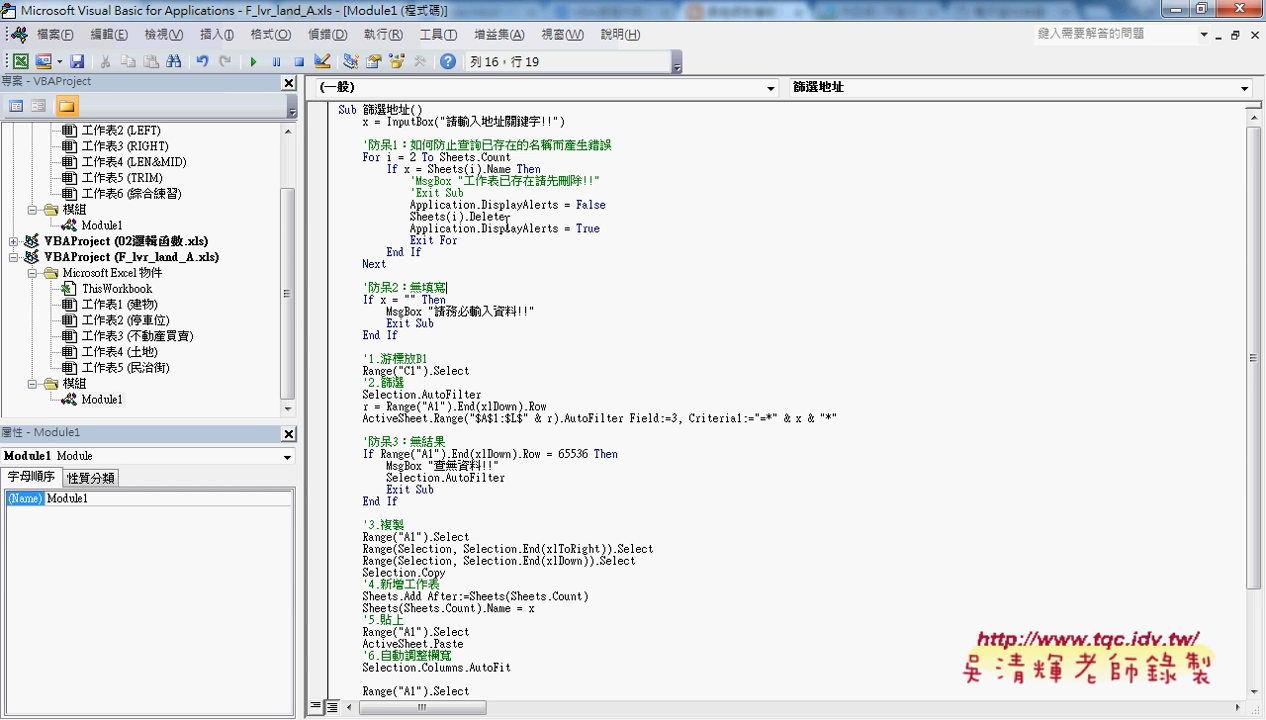 Microsoft Visual Basic for Applications - F_lvr_land_A.xls - [Module1 (程式碼)]
檔案(F) 編輯(E) 檢視(V) 插入(I) 格式(O) 偵錯(D) 執行(R) 工具(T) 增益集(A) 視窗(W) 說明(H)
鍵入需要解答的問題
列 16，行 19
專案 - VBAProject
工作表2 (LEFT)
工作表3 (RIGHT)
工作表4 (LEN&MID)
工作表5 (TRIM)
工作表6 (綜合練習)
模組
Module1
VBAProject (02邏輯函數.xls)
VBAProject (F_lvr_land_A.xls)
Microsoft Excel 物件
ThisWorkbook
工作表1 (建物)
工作表2 (停車位)
工作表3 (不動產買賣)
工作表4 (土地)
工作表5 (民治街)
模組
Module1
屬性 - Module1
Module1 Module
字母順序 性質分類
(Name) Module1
(一般) 篩選地址
Sub 篩選地址()
x = InputBox("請輸入地址關鍵字!!")
'防呆1：如何防止查詢已存在的名稱而產生錯誤
For i = 2 To Sheets.Count
If x = Sheets(i).Name Then
'MsgBox "工作表已存在請先刪除!!"
'Exit Sub
Application.DisplayAlerts = False
Sheets(i).Delete
Application.DisplayAlerts = True
Exit For
End If
Next
'防呆2：無填寫
If x = "" Then
MsgBox "請務必輸入資料!!"
Exit Sub
End If
'1.游標放B1
Range("C1").Select
'2.篩選
Selection.AutoFilter
r = Range("A1").End(xlDown).Row
ActiveSheet.Range("$A$1:$L$" & r).AutoFilter Field:=3, Criteria1:="=*" & x & "*"
'防呆3：無結果
If Range("A1").End(xlDown).Row = 65536 Then
MsgBox "查無資料!!"
Selection.AutoFilter
Exit Sub
End If
'3.複製
Range("A1").Select
Range(Selection, Selection.End(xlToRight)).Select
Range(Selection, Selection.End(xlDown)).Select
Selection.Copy
'4.新增工作表
Sheets.Add After:=Sheets(Sheets.Count)
Sheets(Sheets.Count).Name = x
'5.貼上
Range("A1").Select
ActiveSheet.Paste
'6.自動調整欄寬
Selection.Columns.AutoFit
Range("A1").Select
http://www.tqc.idv.tw/
吳清輝老師錄製